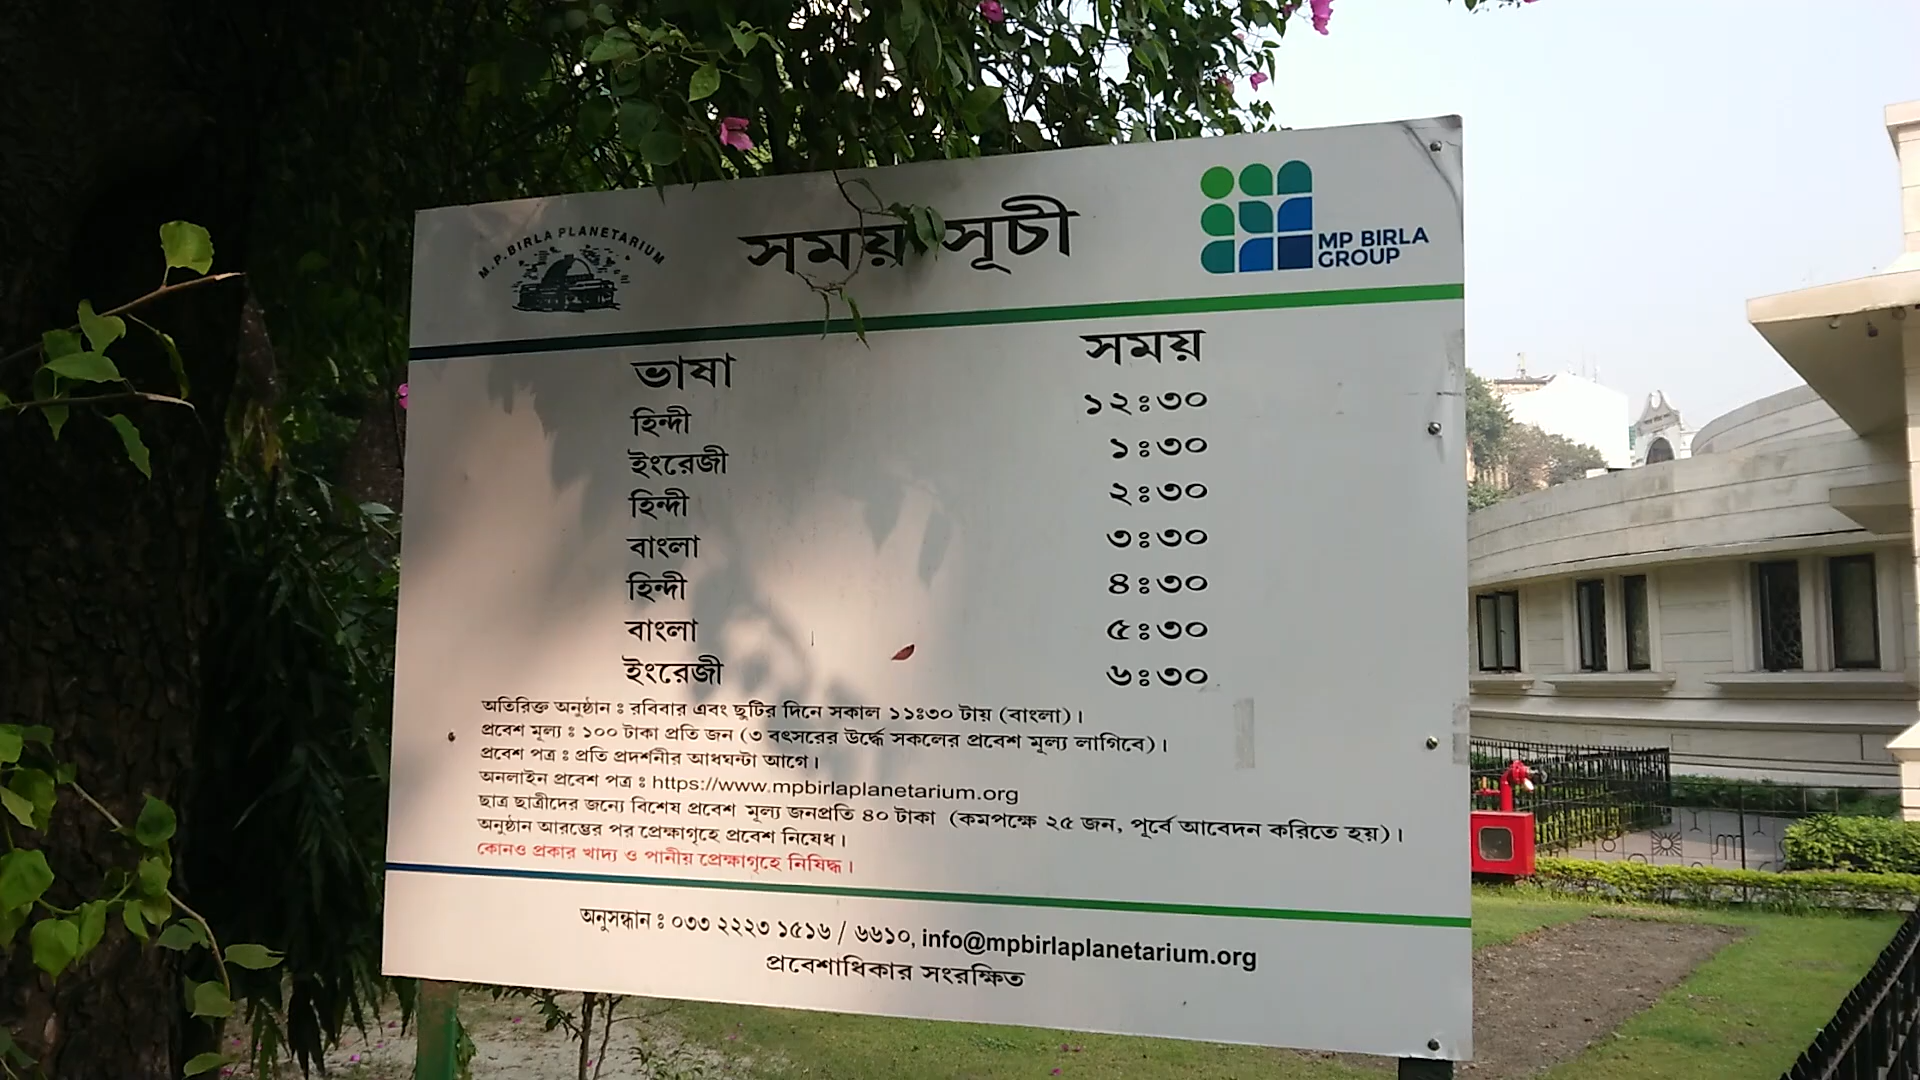 M.P.BIRLA PLANETARIUM
সময় সূচী
MP BIRLA
GROUP
ভাষা সময়
হিন্দী ১২ঃ৩০
ইংরেজী ১ঃ৩০
হিন্দী ২ঃ৩০
বাংলা ৩ঃ৩০
হিন্দী ৪ঃ৩০
বাংলা ৫ঃ৩০
ইংরেজী ৬ঃ৩০
অতিরিক্ত অনুষ্ঠান ঃ রবিবার এবং ছুটির দিনে সকাল ১১ঃ৩০ টায় (বাংলা)।
প্রবেশ মূল্য ঃ ১০০ টাকা প্রতি জন (৩ বৎসরের উর্দ্ধে সকলের প্রবেশ মূল্য লাগিবে)।
প্রবেশ পত্র ঃ প্রতি প্রদর্শনীর আধঘন্টা আগে।
অনলাইন প্রবেশ পত্র ঃ https://www.mpbirlaplanetarium.org
ছাত্র ছাত্রীদের জন্যে বিশেষ প্রবেশ মূল্য জনপ্রতি ৪০ টাকা (কমপক্ষে ২৫ জন, পূর্বে আবেদন করিতে হয়)।
অনুষ্ঠান আরম্ভের পর প্রেক্ষাগৃহে প্রবেশ নিষেধ।
কোনও প্রকার খাদ্য ও পানীয় প্রেক্ষাগৃহে নিষিদ্ধ।
অনুসন্ধান ঃ ০৩৩ ২২২৩ ১৫১৬ / ৬৬১০, info@mpbirlaplanetarium.org
প্রবেশাধিকার সংরক্ষিত